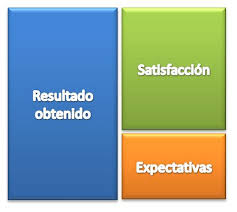 Resultado
obtenido
Satisfacción
Expectativas